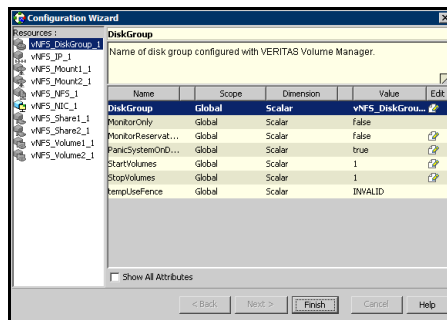 Configuration Wizard
Resources :
vNFS_DiskGroup_1
vNFS_IP_1
vNFS_Mount1_1
vNFS_Mount2_1
vNFS_NFS_1
vNFS_NIC_1
vNFS_Share1_1
vNFS_Share2_1
vNFS_Volume1_1
vNFS_Volume2_1
DiskGroup
Name of disk group configured with VERITAS Volume Manager.
Name Scope Dimension Value Edit
DiskGroup Global Scalar vNFS_DiskGrou...
MonitorOnly Global Scalar false
MonitorReservat... Global Scalar false
PanicSystemOnD... Global Scalar true
StartVolumes Global Scalar 1
StopVolumes Global Scalar 1
tempUseFence Global Scalar INVALID
Show All Attributes
< Back Next > Finish Cancel Help